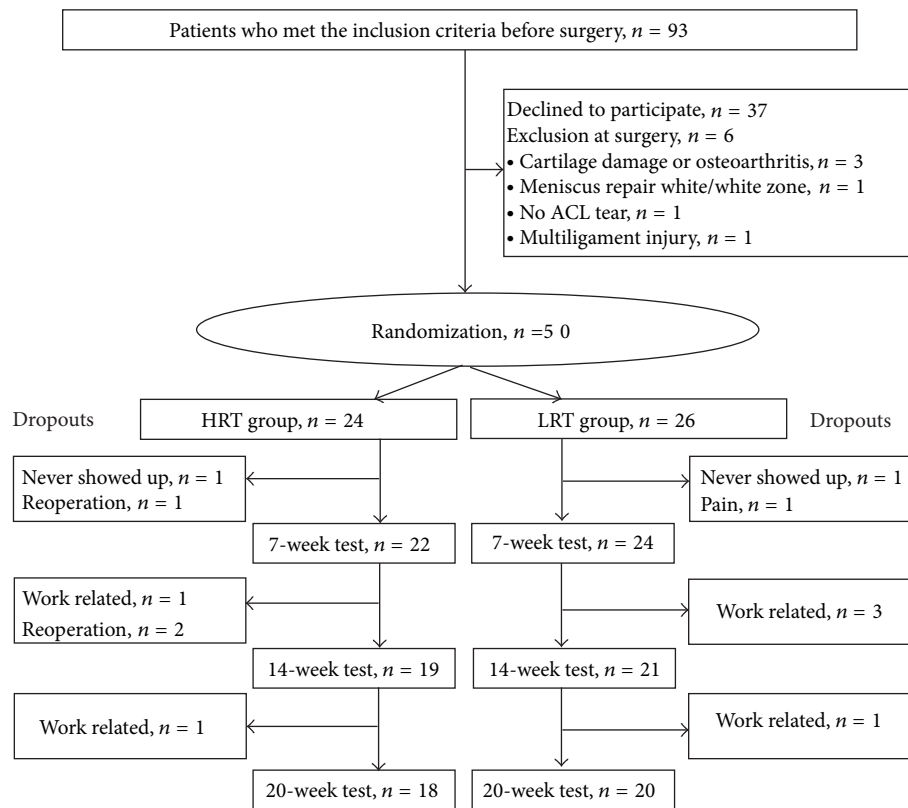 Patients who met the inclusion criteria before surgery, n = 93
Declined to participate, n = 37
Exclusion at surgery, n = 6
• Cartilage damage or osteoarthritis, n = 3
• Meniscus repair white/white zone, n = 1
• No ACL tear, n = 1
• Multiligament injury, n = 1
Randomization, n =5 0
Dropouts
HRT group, n = 24
LRT group, n = 26
Dropouts
Never showed up, n = 1
Reoperation, n = 1
Never showed up, n = 1
Pain, n = 1
7-week test, n = 22
7-week test, n = 24
Work related, n = 1
Reoperation, n = 2
Work related, n = 3
14-week test, n = 19
14-week test, n = 21
Work related, n = 1
Work related, n = 1
20-week test, n = 18
20-week test, n = 20